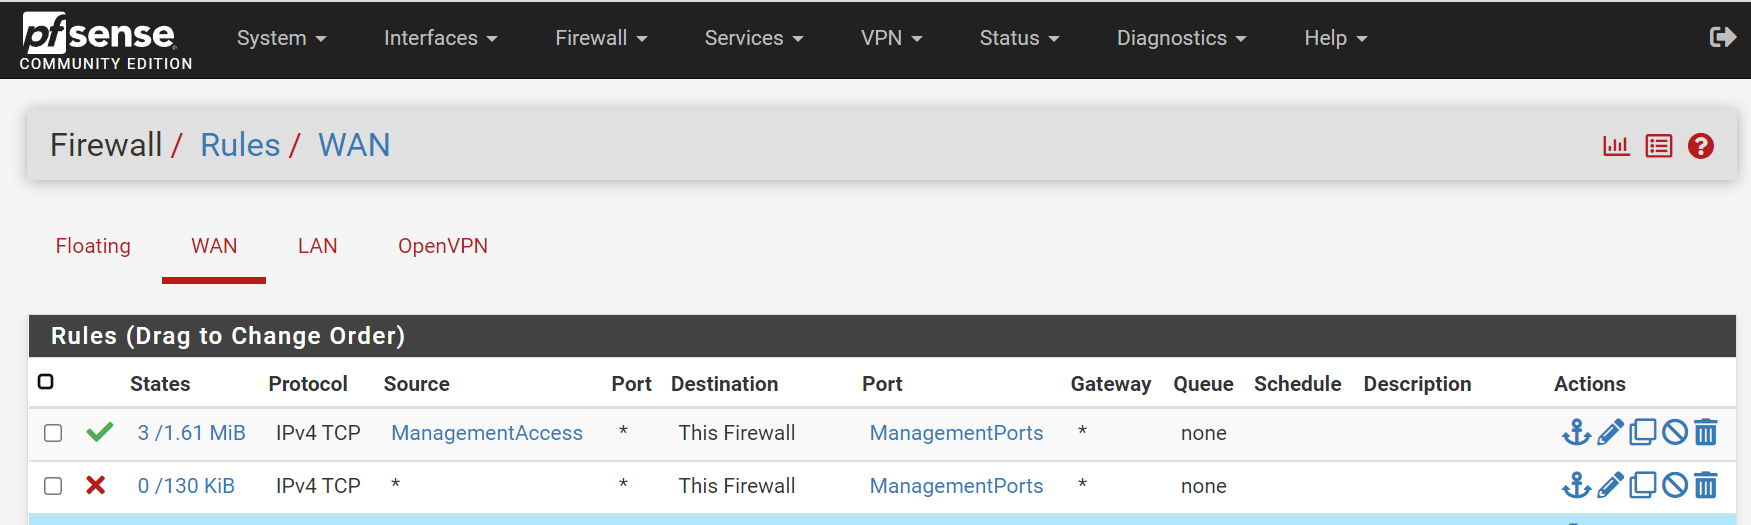 pfsense
COMMUNITY EDITION
System Interfaces Firewall Services VPN Status Diagnostics Help
Firewall / Rules / WAN
Floating WAN LAN OpenVPN
Rules (Drag to Change Order)
States Protocol Source Port Destination Port Gateway Queue Schedule Description Actions
3 /1.61 MiB IPv4 TCP ManagementAccess * This Firewall ManagementPorts * none
0 /130 KiB IPv4 TCP * * This Firewall ManagementPorts * none